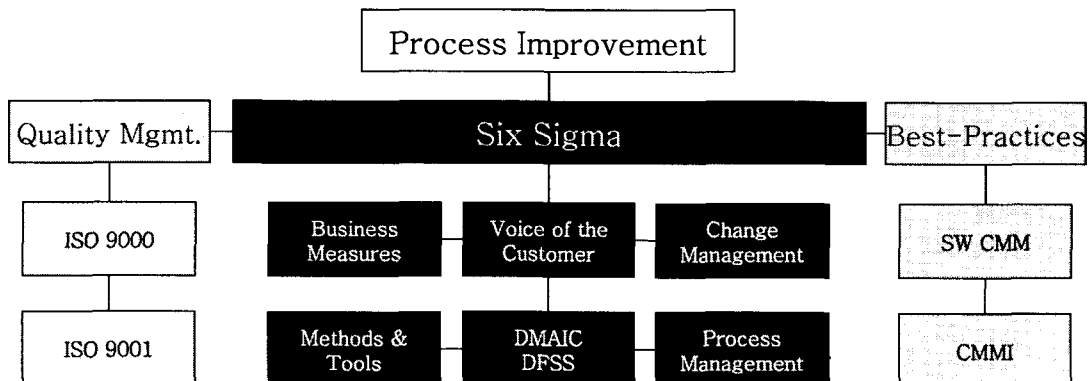 Process Improvement
Quality Mgmt.
Six Sigma
Best-Practices
ISO 9000
Business
Measures
Voice of the
Customer
Change
Management
SW CMM
ISO 9001
Methods &
Tools
DMAIC
DFSS
Process
Management
CMMI